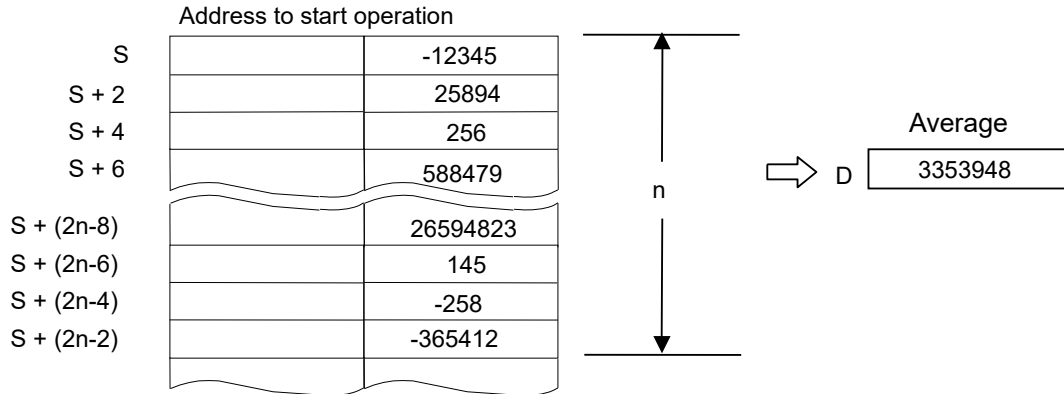 Address to start operation
S -12345
S + 2 25894
S + 4 256
S + 6 588479
S + (2n-8) 26594823
S + (2n-6) 145
S + (2n-4) -258
S + (2n-2) -365412
n
Average
D 3353948